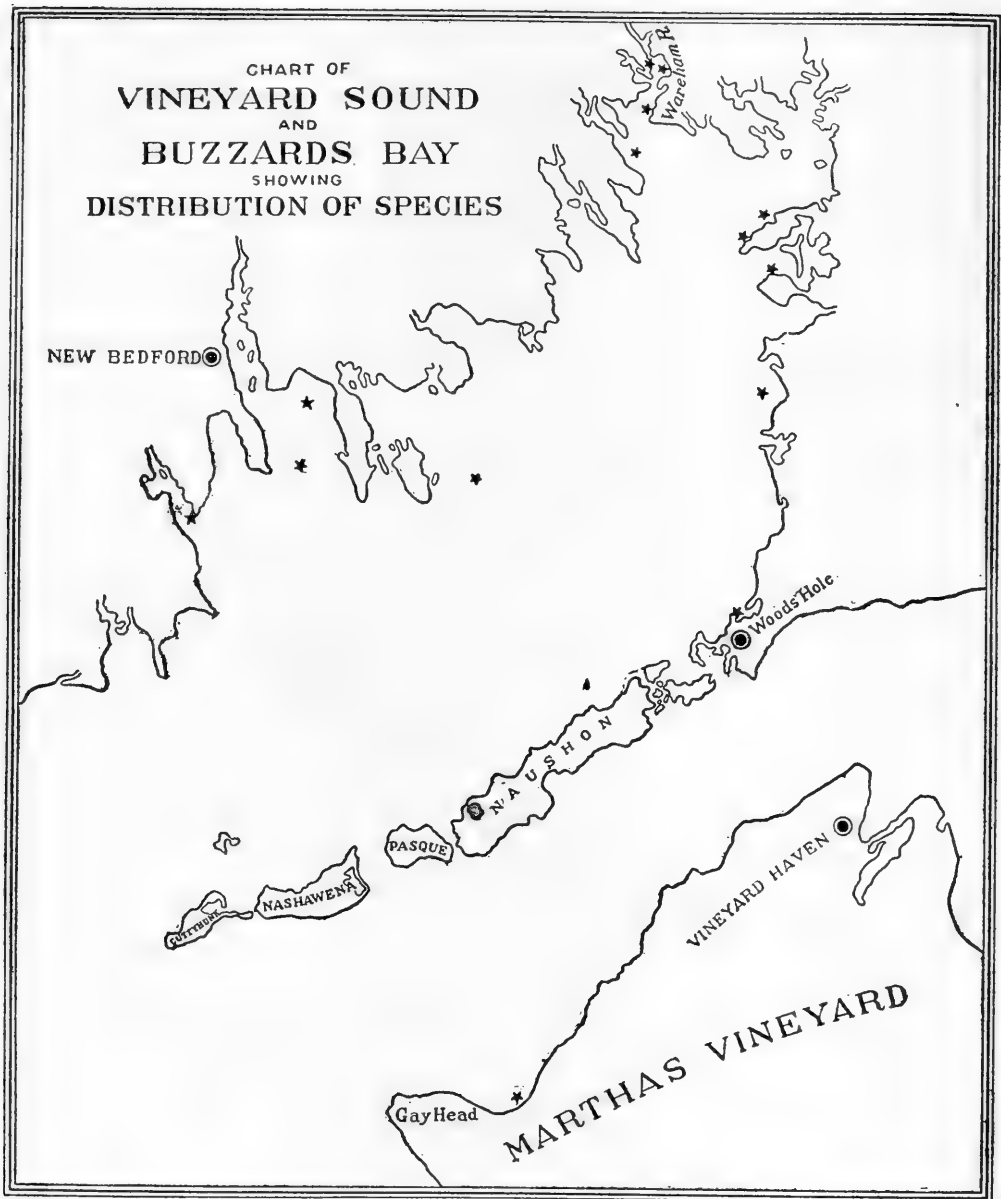 CHART OF
VINEYARD SOUND
AND
BUZZARDS BAY
SHOWING
DISTRIBUTION OF SPECIES
Wareham R
NEW BEDFORD
Woods Hole
NAUSHON
PASQUE
NASHAWENA
CUTTYHUNK
VINEYARD HAVEN
MARTHAS VINEYARD
Gay Head